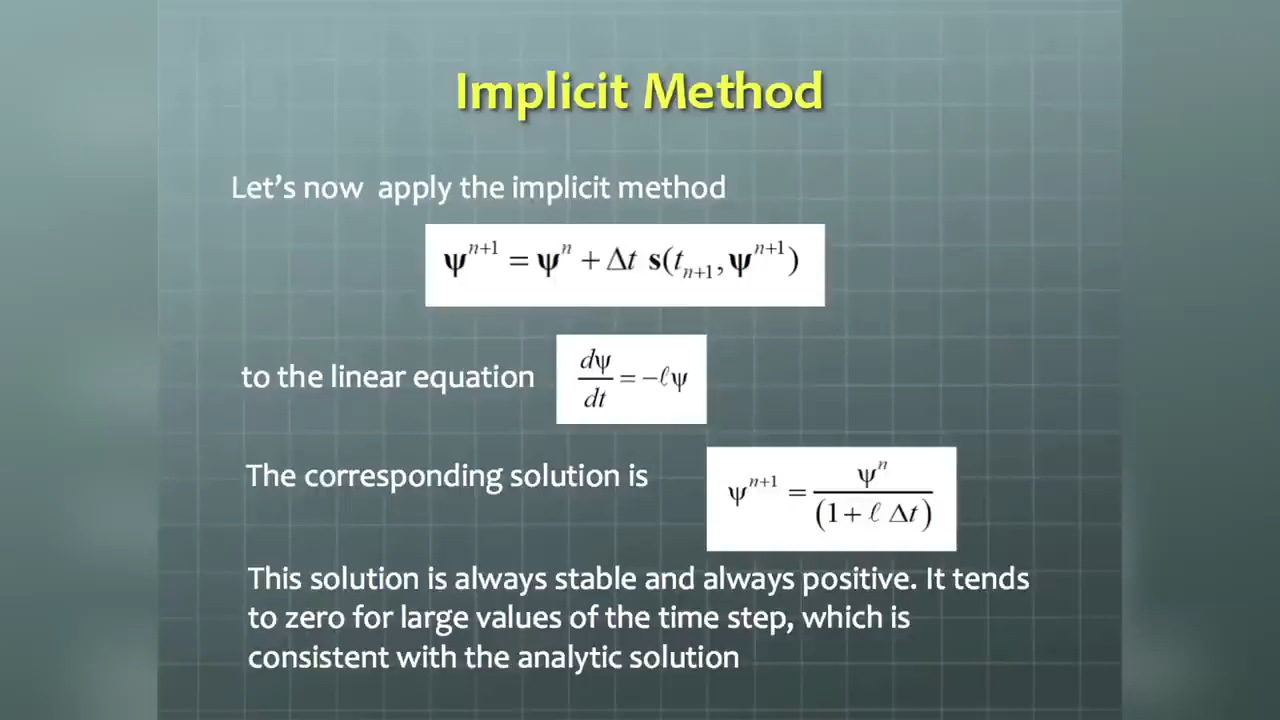 Implicit Method
Let's now apply the implicit method
ψ^{n+1} = ψ^n + Δt s(t_{n+1}, ψ^{n+1})
to the linear equation
dψ/dt = −ℓψ
The corresponding solution is
ψ^{n+1} = ψ^n/(1 + ℓ Δt)
This solution is always stable and always positive. It tends
to zero for large values of the time step, which is
consistent with the analytic solution